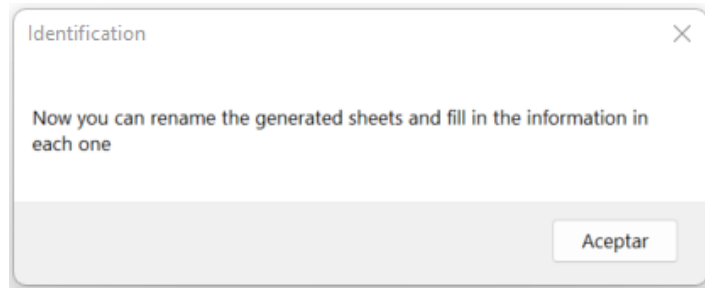 Identification
Now you can rename the generated sheets and fill in the information in
each one
Aceptar